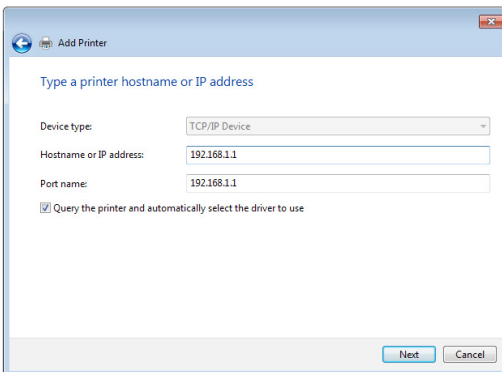 Add Printer
Type a printer hostname or IP address
Device type: TCP/IP Device
Hostname or IP address: 192.168.1.1
Port name: 192.168.1.1
Query the printer and automatically select the driver to use
Next Cancel